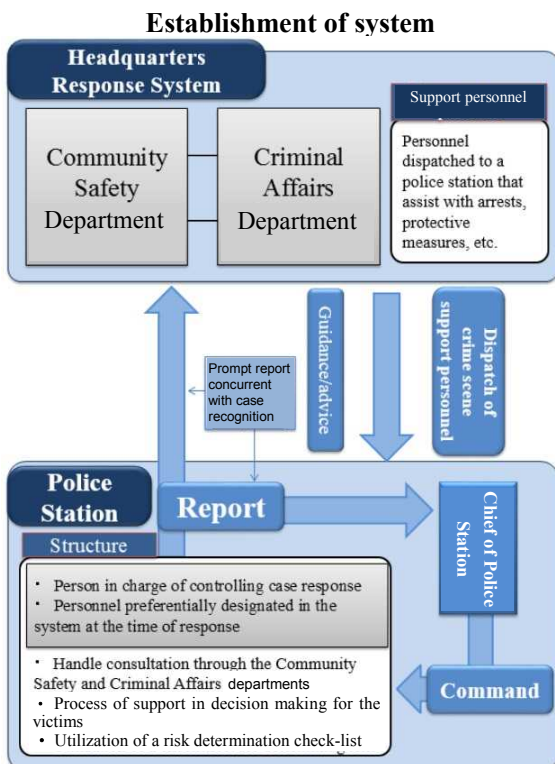 Establishment of system
Headquarters
Response System
Community
Safety
Department
Criminal
Affairs
Department
Support personnel
Personnel
dispatched to a
police station that
assist with arrests,
protective
measures, etc.
Prompt report
concurrent
with case
recognition
Guidance/advice
Dispatch of
crime scene
support personnel
Police
Station
Report
Chief of Police
Station
Structure
・ Person in charge of controlling case response
・ Personnel preferentially designated in the
system at the time of response
・ Handle consultation through the Community
Safety and Criminal Affairs departments
・ Process of support in decision making for the
victims
・ Utilization of a risk determination check-list
Command